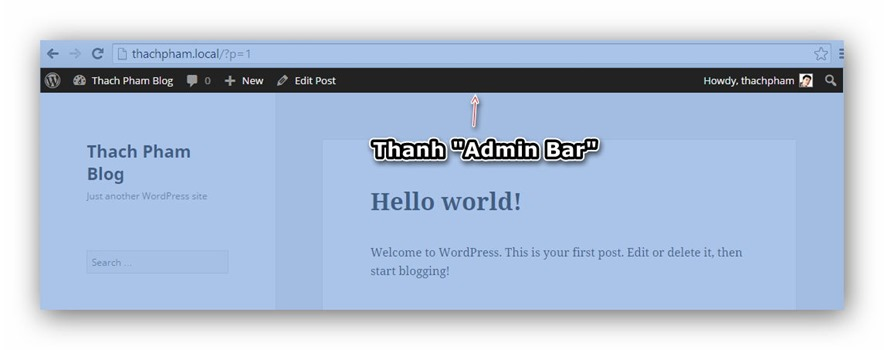 thachpham.local/?p=1
Thach Pham Blog 0 New Edit Post Howdy, thachpham
Thanh "Admin Bar"
Thach Pham
Blog
Just another WordPress site
Search ...
Hello world!
Welcome to WordPress. This is your first post. Edit or delete it, then
start blogging!